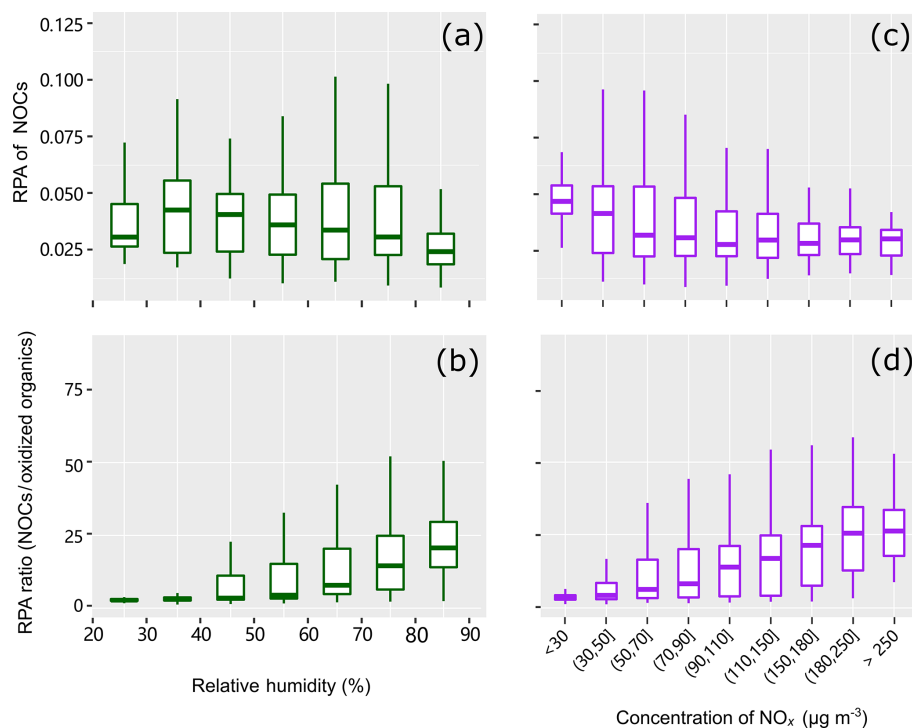 (a)
0.125
0.100
0.075
0.050
0.025
RPA of NOCs
(c)
(b)
75
50
25
0
RPA ratio (NOCs/oxidized organics)
20 30 40 50 60 70 80 90
Relative humidity (%)
(d)
<30 (30,50] (50,70] (70,90] (90,110] (110,150] (150,180] (180,250] > 250
Concentration of NOx (µg m-3)